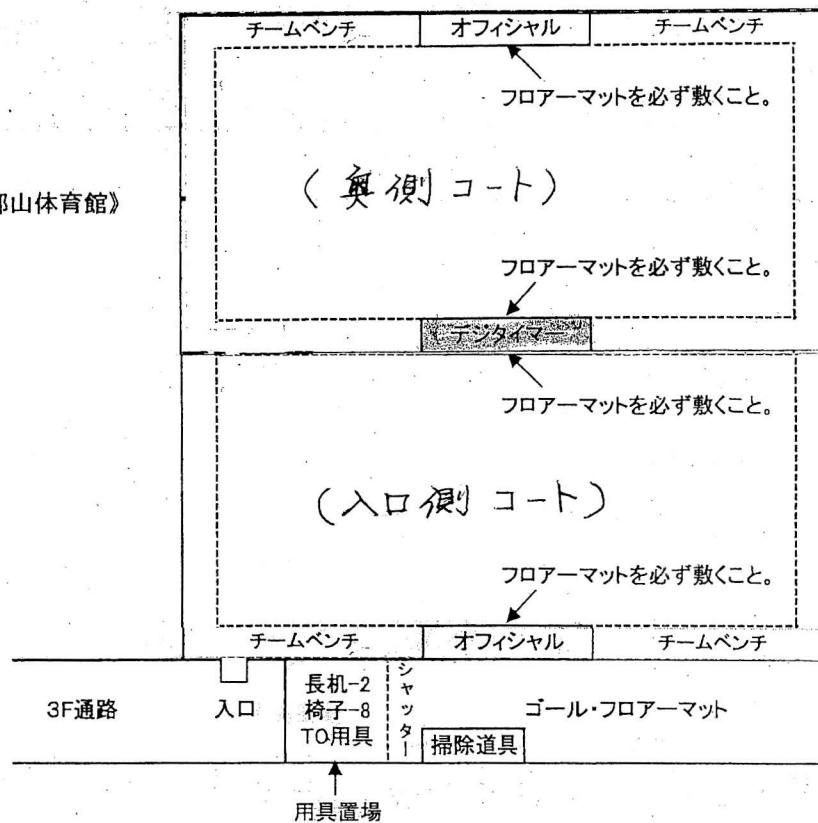 チームベンチ オフィシャル チームベンチ
フロアーマットを必ず敷くこと。
(奥側コート)
郡山体育館》
フロアーマットを必ず敷くこと。
デジタイマー
フロアーマットを必ず敷くこと。
(入口側コート)
フロアーマットを必ず敷くこと。
チームベンチ オフィシャル チームベンチ
3F通路
入口
長机-2
椅子-8
TO用具
シャッター
ゴール・フロアーマット
掃除道具
用具置場